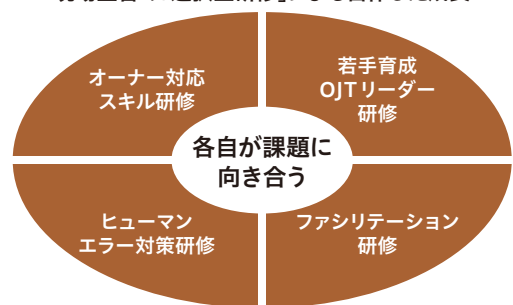 オーナー対応
スキル研修
若手育成
OJTリーダー
研修
各自が課題に
向き合う
ヒューマン
エラー対策研修
ファシリテーション
研修